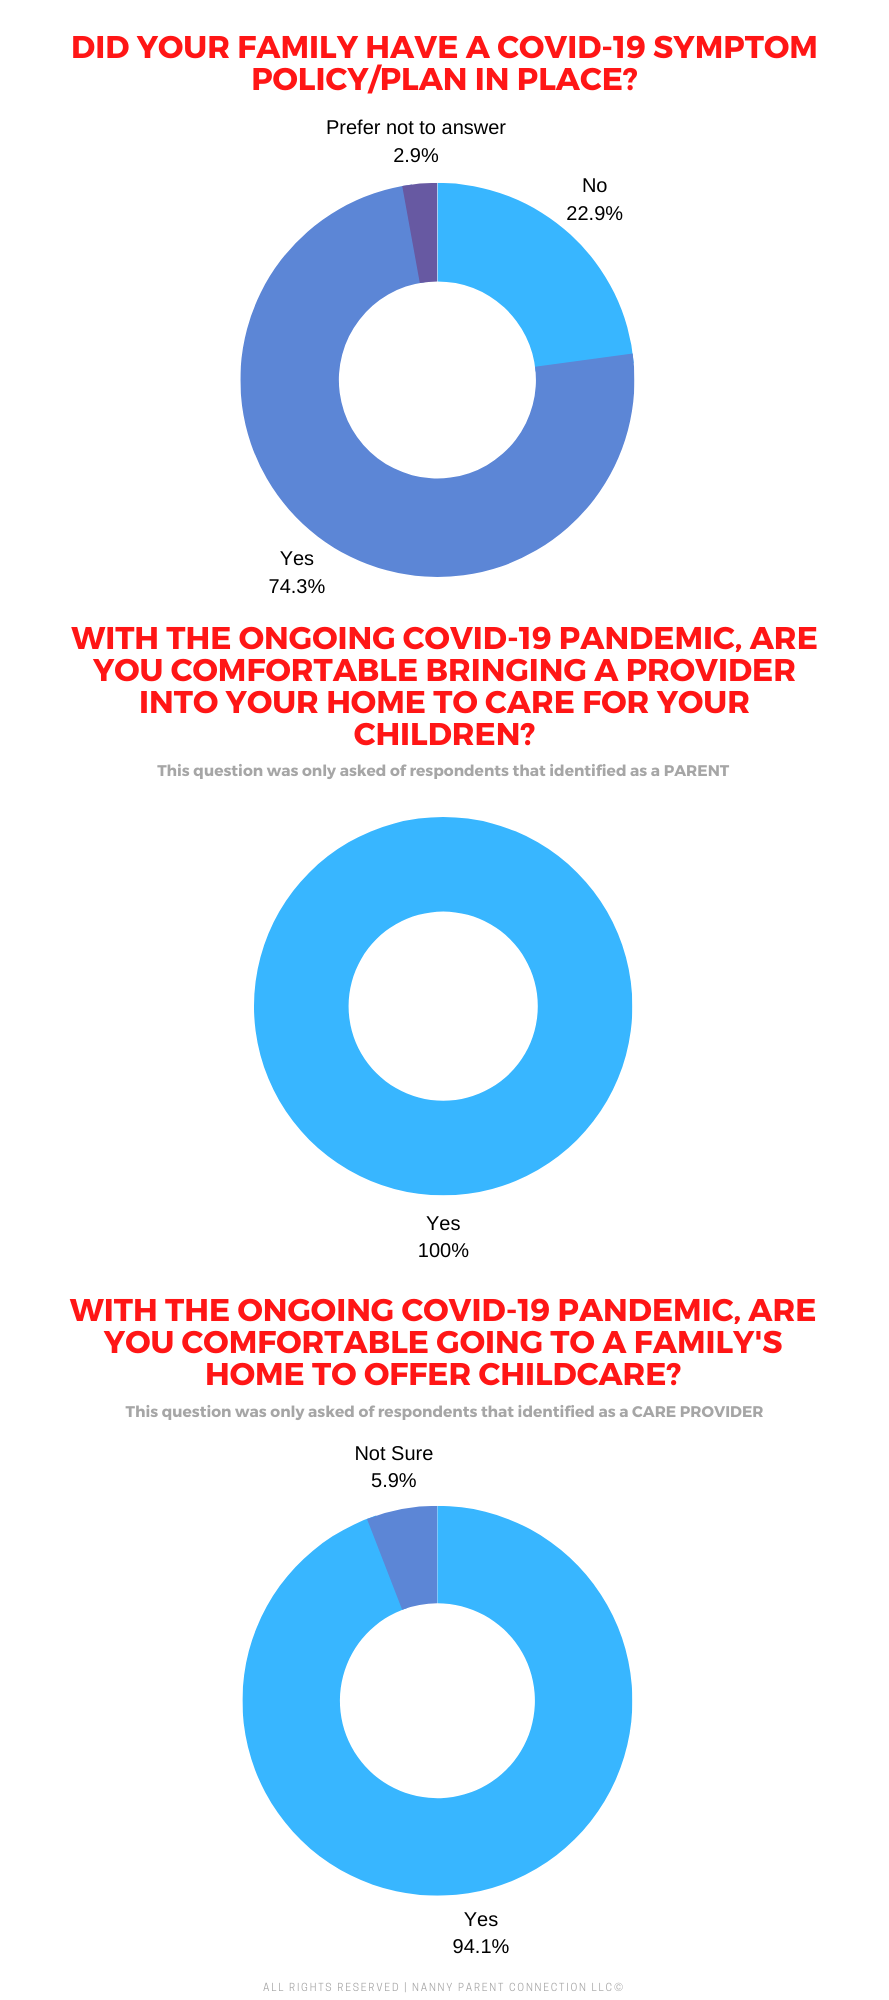 DID YOUR FAMILY HAVE A COVID-19 SYMPTOM
POLICY/PLAN IN PLACE?
Prefer not to answer
2.9%
No
22.9%
Yes
74.3%
WITH THE ONGOING COVID-19 PANDEMIC, ARE
YOU COMFORTABLE BRINGING A PROVIDER
INTO YOUR HOME TO CARE FOR YOUR
CHILDREN?
This question was only asked of respondents that identified as a PARENT
Yes
100%
WITH THE ONGOING COVID-19 PANDEMIC, ARE
YOU COMFORTABLE GOING TO A FAMILY'S
HOME TO OFFER CHILDCARE?
This question was only asked of respondents that identified as a CARE PROVIDER
Not Sure
5.9%
Yes
94.1%
ALL RIGHTS RESERVED | NANNY PARENT CONNECTION LLC©